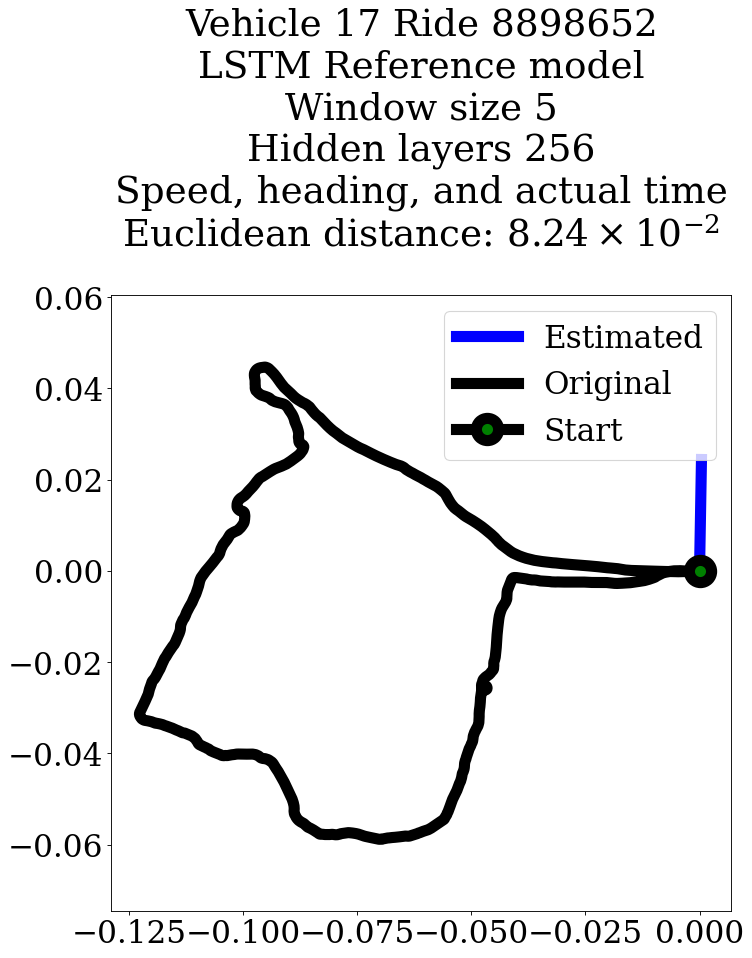 Vehicle 17 Ride 8898652
LSTM Reference model
Window size 5
Hidden layers 256
Speed, heading, and actual time
Euclidean distance: 8.24 × 10⁻²
0.06
0.04
0.02
0.00
−0.02
−0.04
−0.06
Estimated
Original
Start
−0.125 −0.100 −0.075 −0.050 −0.025 0.000